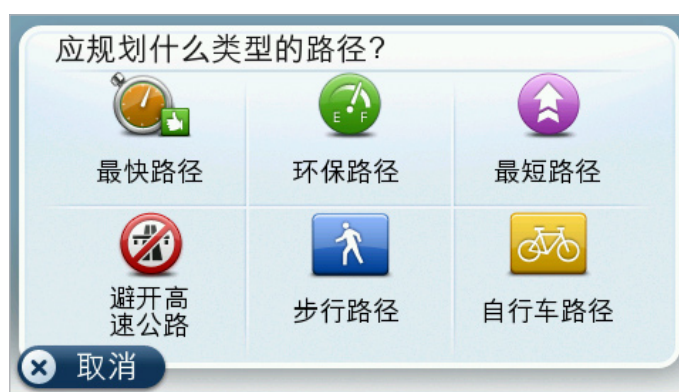 应规划什么类型的路径?
E F
最快路径
环保路径
最短路径
避开高
速公路
步行路径
自行车路径
取消